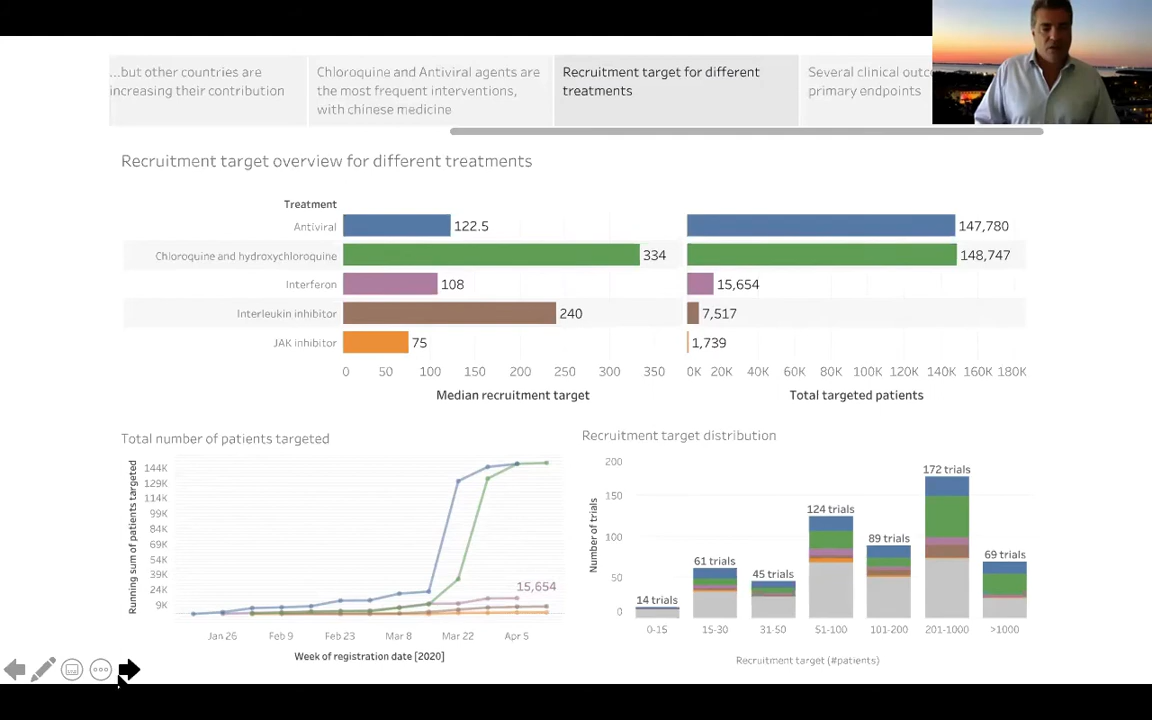 ...but other countries are
increasing their contribution
Chloroquine and Antiviral agents are
the most frequent interventions,
with chinese medicine
Recruitment target for different
treatments
Several clinical
primary endpoints
Recruitment target overview for different treatments
Treatment
Antiviral
122.5
147,780
Chloroquine and hydroxychloroquine
334
148,747
Interferon
108
15,654
Interleukin inhibitor
240
7,517
JAK inhibitor
75
1,739
0 50 100 150 200 250 300 350
0K 20K 40K 60K 80K 100K 120K 140K 160K 180K
Median recruitment target
Total targeted patients
Total number of patients targeted
Running sum of patients targeted
144K
129K
114K
99K
84K
69K
54K
39K
24K
9K
15,654
Jan 26 Feb 9 Feb 23 Mar 8 Mar 22 Apr 5
Week of registration date [2020]
Recruitment target distribution
Number of trials
200
150
100
50
0
14 trials
61 trials
45 trials
124 trials
89 trials
172 trials
69 trials
0-15 15-30 31-50 51-100 101-200 201-1000 >1000
Recruitment target (#patients)